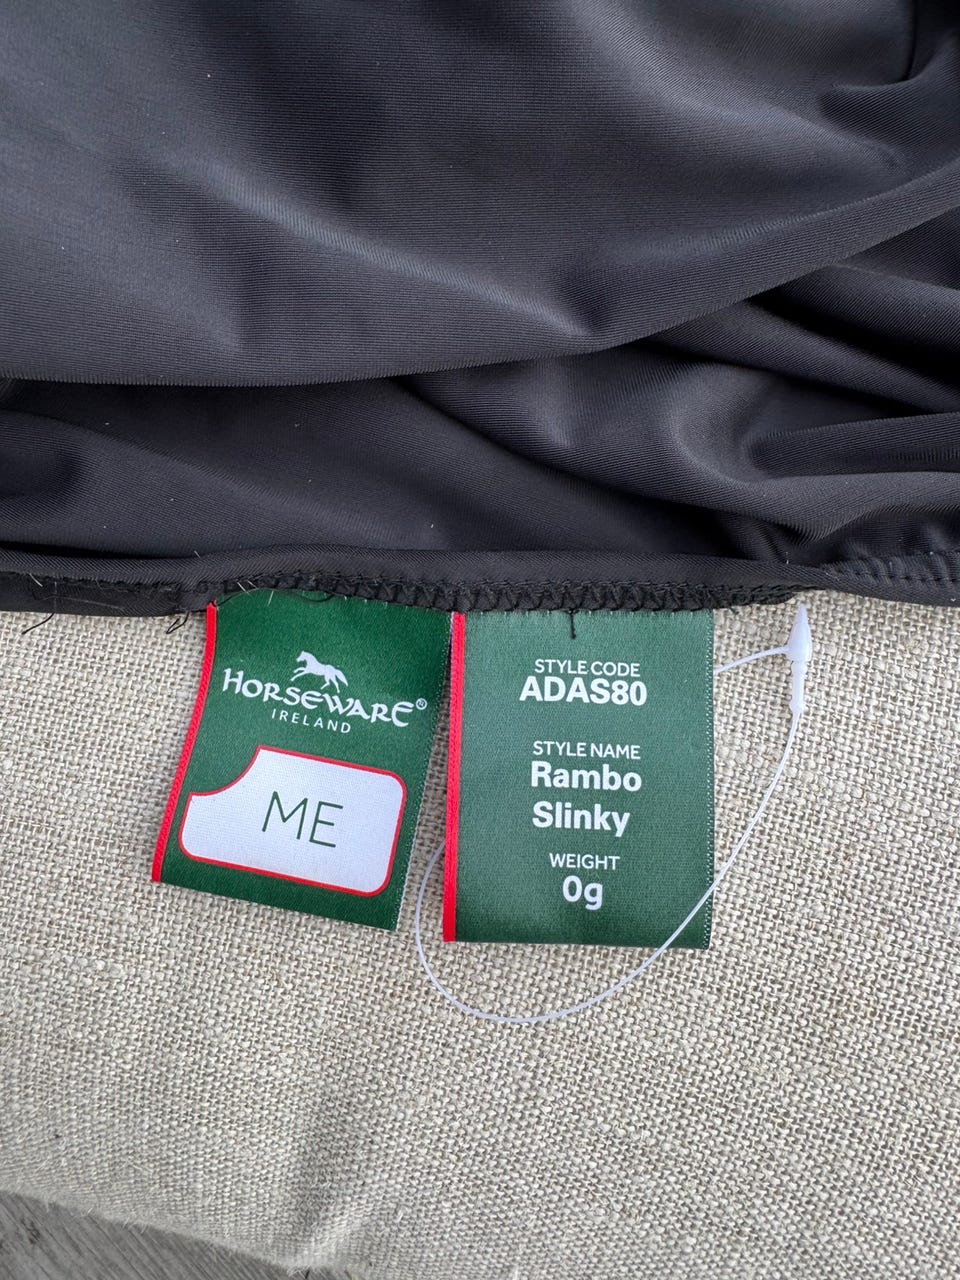 HORSEWARE®
IRELAND
ME
STYLE CODE
ADAS80
STYLE NAME
Rambo
Slinky
WEIGHT
0g